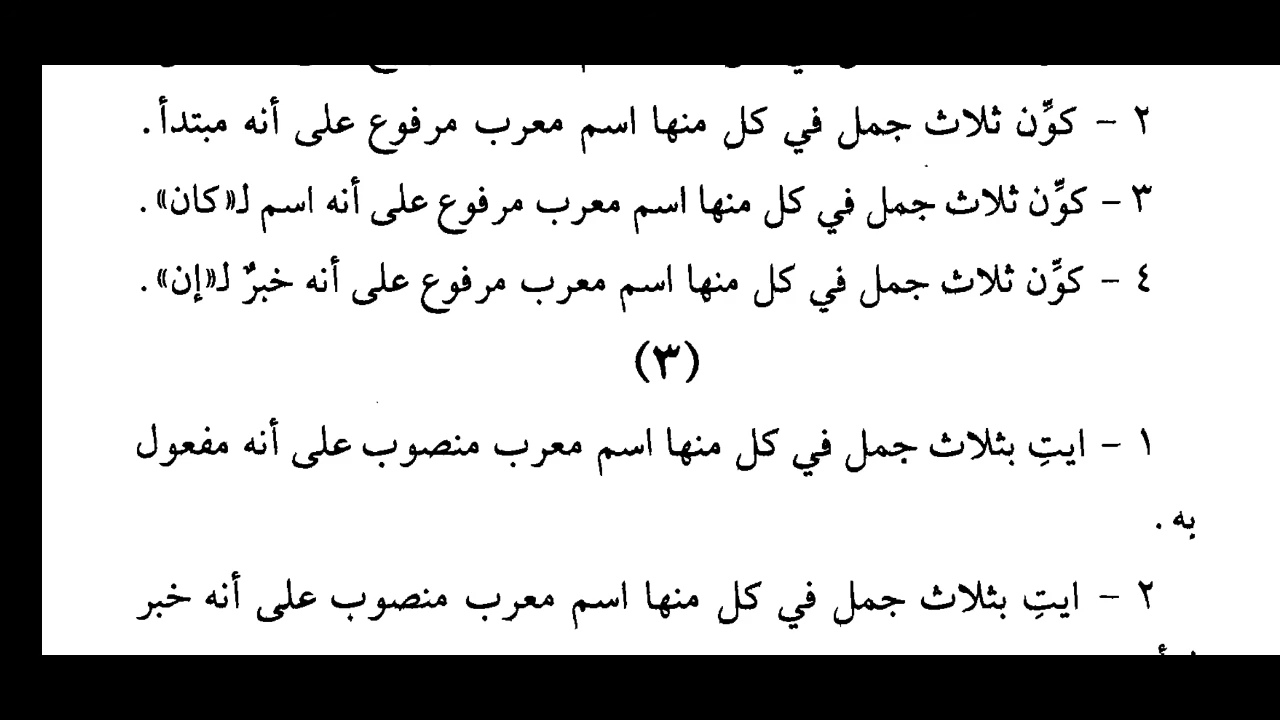 ٢ - كوِّن ثلاث جمل في كل منها اسم معرب مرفوع على أنه مبتدأ.
٣ - كوِّن ثلاث جمل في كل منها اسم معرب مرفوع على أنه اسم لـ«كان».
٤ - كوِّن ثلاث جمل في كل منها اسم معرب مرفوع على أنه خبرٌ لـ«إن».
(٣)
١ - ايتِ بثلاث جمل في كل منها اسم معرب منصوب على أنه مفعول
به.
٢ - ايتِ بثلاث جمل في كل منها اسم معرب منصوب على أنه خبر